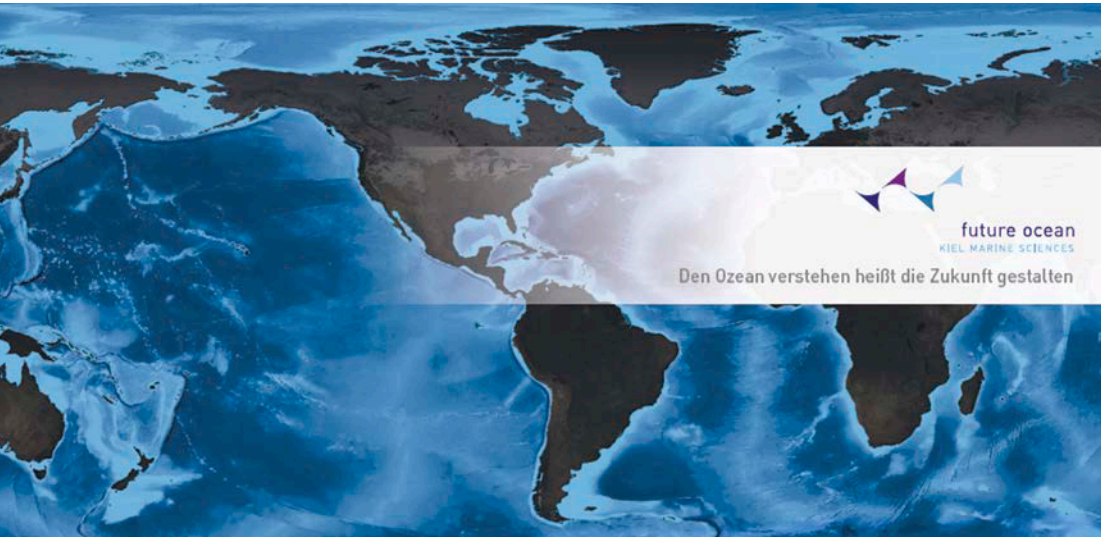 future ocean
KIEL MARINE SCIENCES
Den Ozean verstehen heißt die Zukunft gestalten